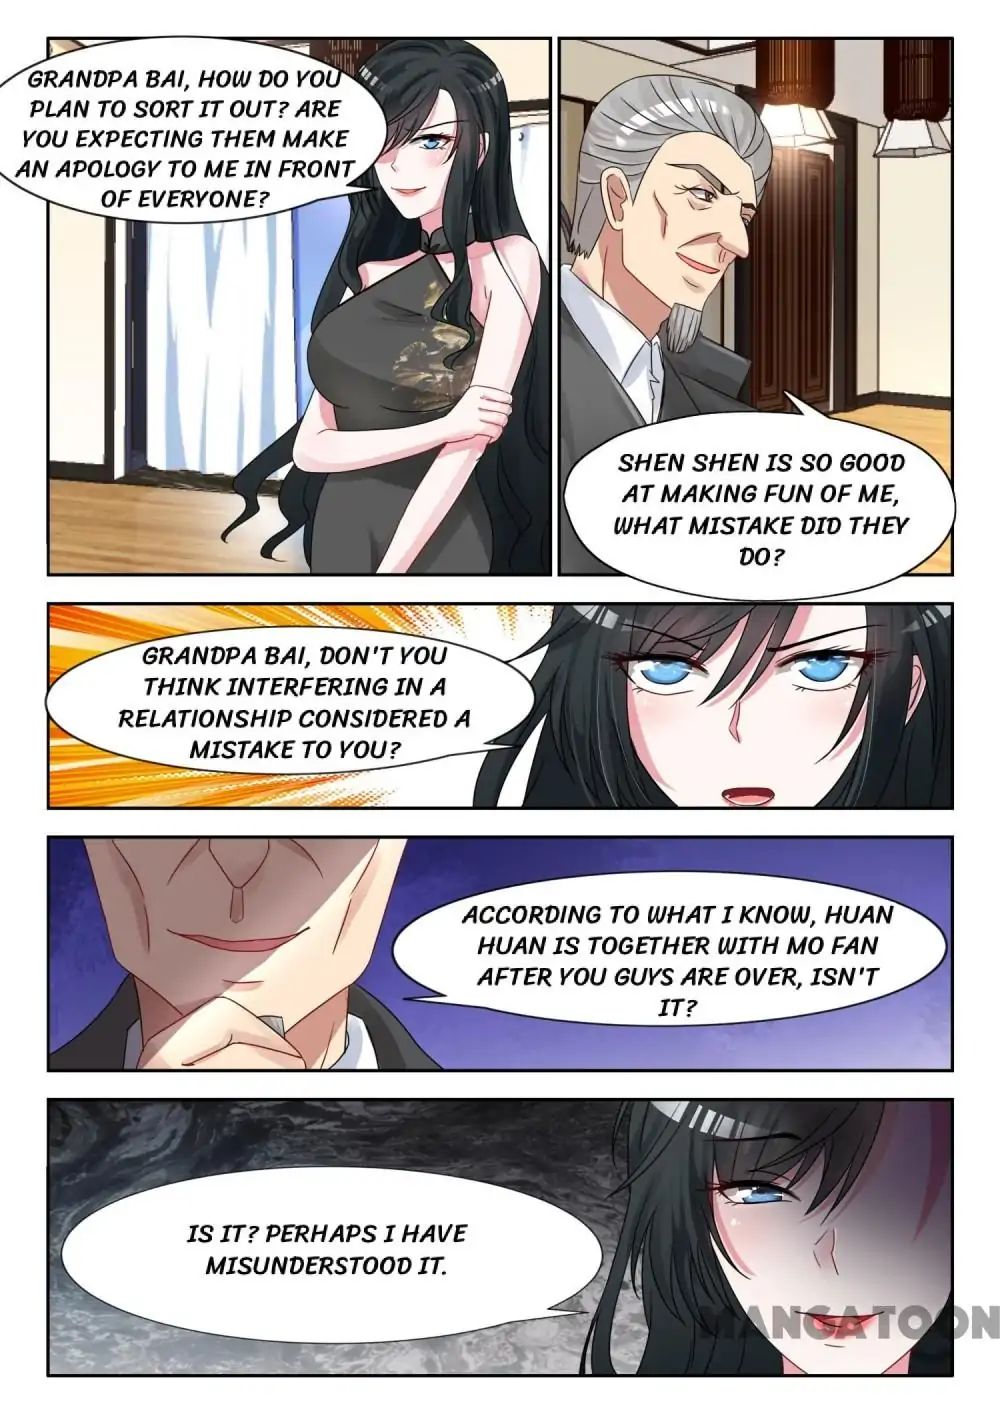 GRANDPA BAI, HOW DO YOU
PLAN TO SORT IT OUT? ARE
YOU EXPECTING THEM MAKE
AN APOLOGY TO ME IN FRONT
OF EVERYONE?
SHEN SHEN IS SO GOOD
AT MAKING FUN OF ME,
WHAT MISTAKE DID THEY
DO?
GRANDPA BAI, DON'T YOU
THINK INTERFERING IN A
RELATIONSHIP CONSIDERED A
MISTAKE TO YOU?
ACCORDING TO WHAT I KNOW, HUAN
HUAN IS TOGETHER WITH MO FAN
AFTER YOU GUYS ARE OVER, ISN'T
IT?
IS IT? PERHAPS I HAVE
MISUNDERSTOOD IT.
MANGATOON